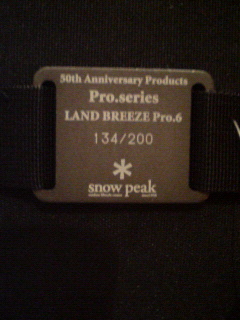 50th Anniversary Products
Pro.series
LAND BREEZE Pro.6
134/200
snow peak